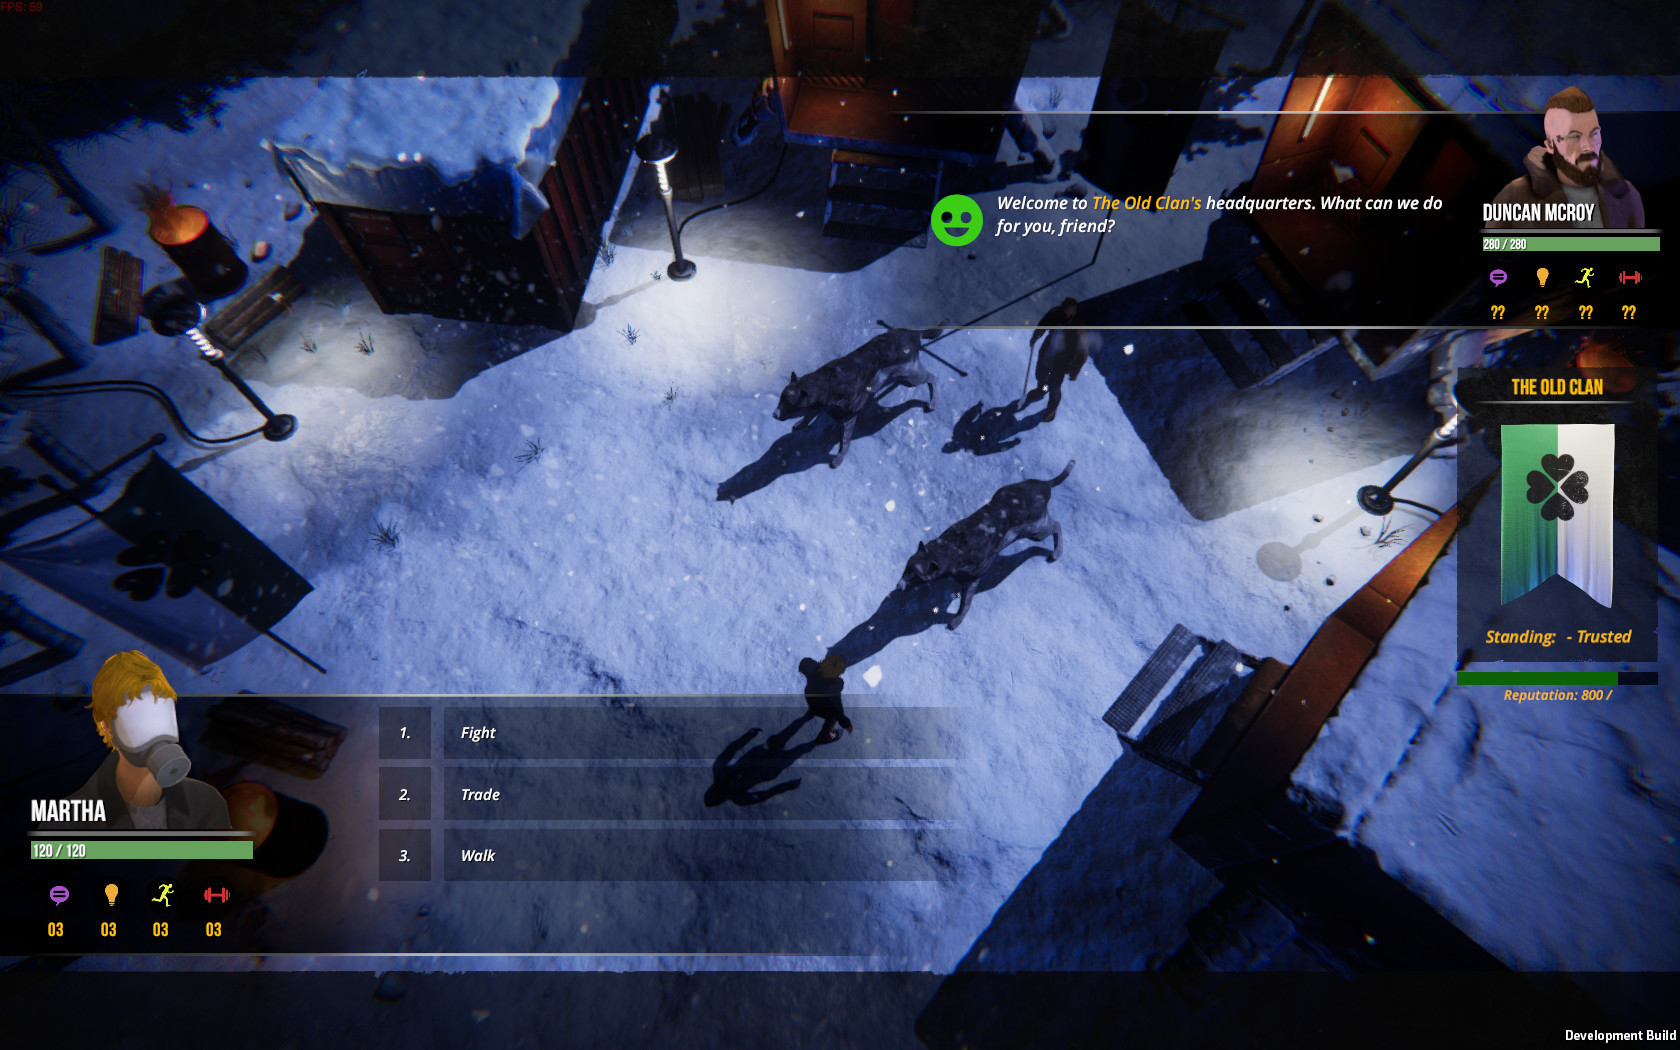 FPS: 59
Welcome to The Old Clan's headquarters. What can we do
for you, friend?
DUNCAN MCROY
280 / 280
?? ?? ?? ??
THE OLD CLAN
Standing: - Trusted
Reputation: 800 /
MARTHA
120 / 120
03 03 03 03
1. Fight
2. Trade
3. Walk
Development Build